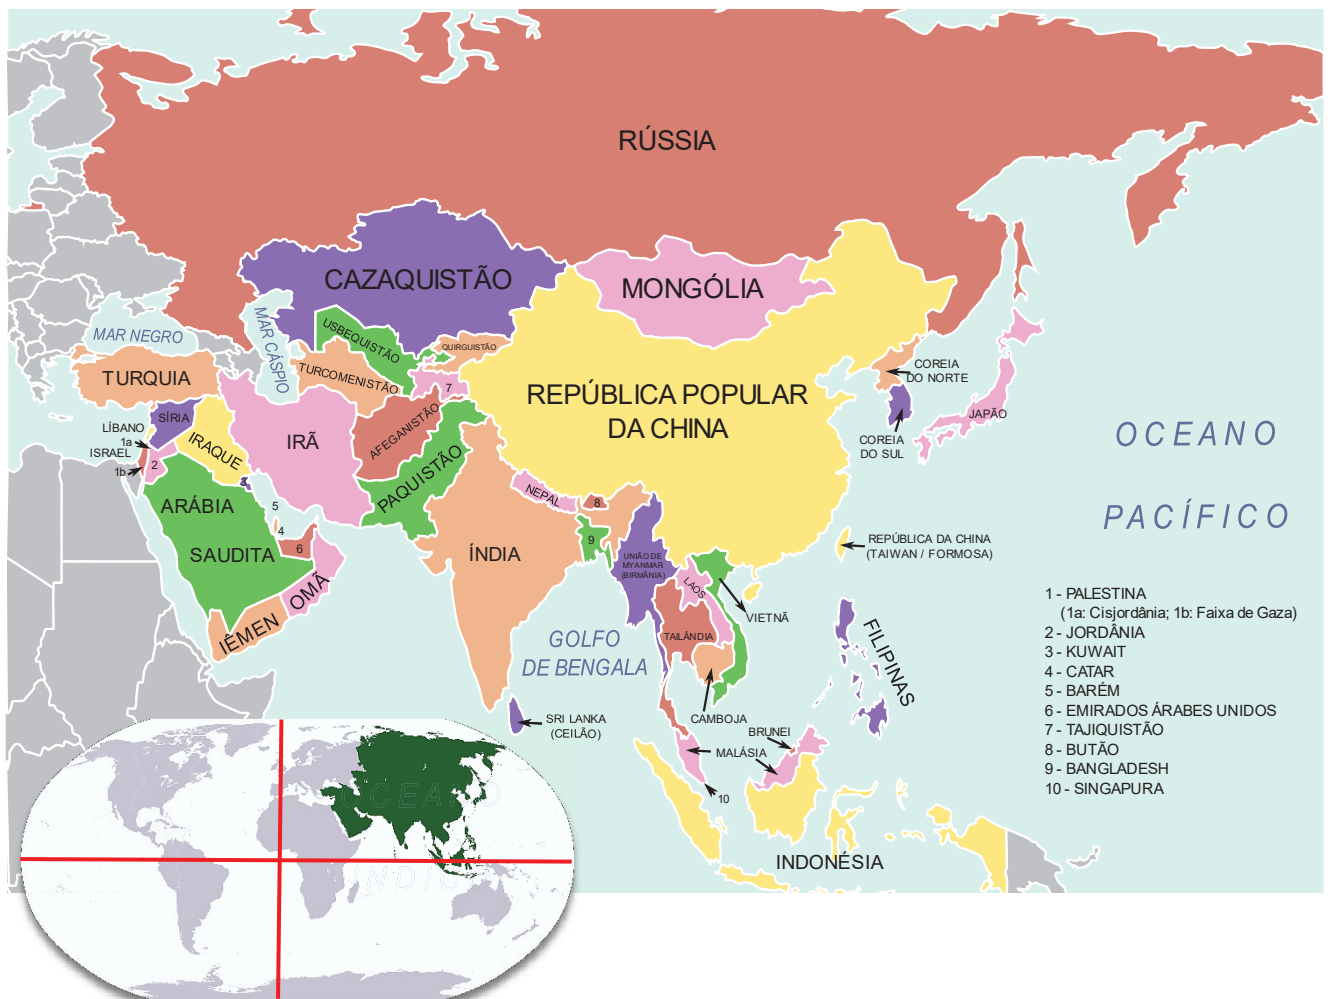 RÚSSIA
CAZAQUISTÃO
MONGÓLIA
MAR NEGRO
MAR CÁSPIO
USBEQUISTÃO
QUIRGUISTÃO
TURCOMENISTÃO
TURQUIA
7
COREIA
DO NORTE
REPÚBLICA POPULAR
DA CHINA
JAPÃO
COREIA
DO SUL
SÍRIA
LÍBANO
1a
ISRAEL
1b
2
IRAQUE
IRÃ
AFEGANISTÃO
PAQUISTÃO
3
5
4
6
ARÁBIA
SAUDITA
OMÃ
IÊMEN
NEPAL
8
9
ÍNDIA
UNIÃO DE
MYANMAR
(BIRMÂNIA)
LAOS
VIETNÃ
TAILÂNDIA
CAMBOJA
REPÚBLICA DA CHINA
(TAIWAN / FORMOSA)
OCEANO
PACÍFICO
GOLFO
DE BENGALA
SRI LANKA
(CEILÃO)
FILIPINAS
BRUNEI
MALÁSIA
10
INDONÉSIA
1 - PALESTINA
(1a: Cisjordânia; 1b: Faixa de Gaza)
2 - JORDÂNIA
3 - KUWAIT
4 - CATAR
5 - BARÉM
6 - EMIRADOS ÁRABES UNIDOS
7 - TAJIQUISTÃO
8 - BUTÃO
9 - BANGLADESH
10 - SINGAPURA
OCEANO
ÍNDICO